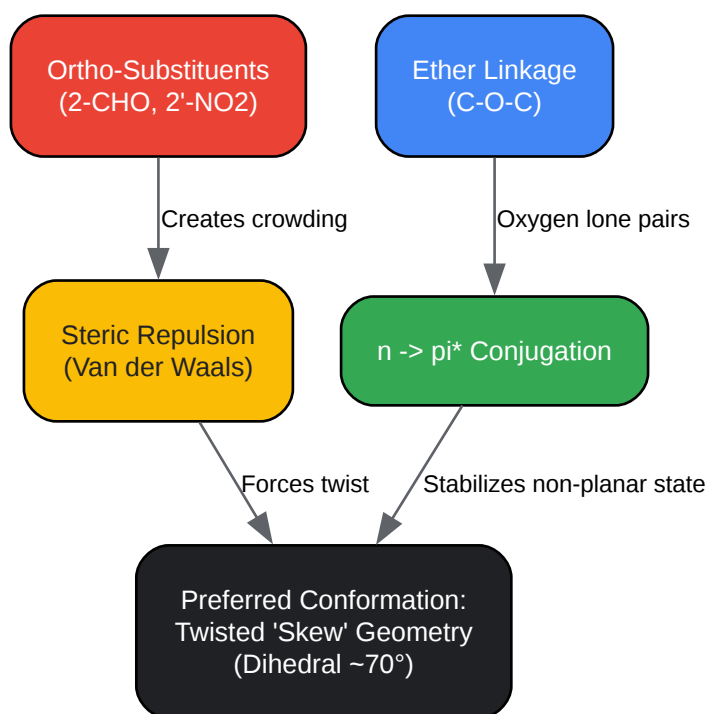 Ortho-Substituents
(2-CHO, 2'-NO2)
Ether Linkage
(C-O-C)
Creates crowding
Oxygen lone pairs
Steric Repulsion
(Van der Waals)
n -> pi* Conjugation
Forces twist
Stabilizes non-planar state
Preferred Conformation:
Twisted 'Skew' Geometry
(Dihedral ~70°)